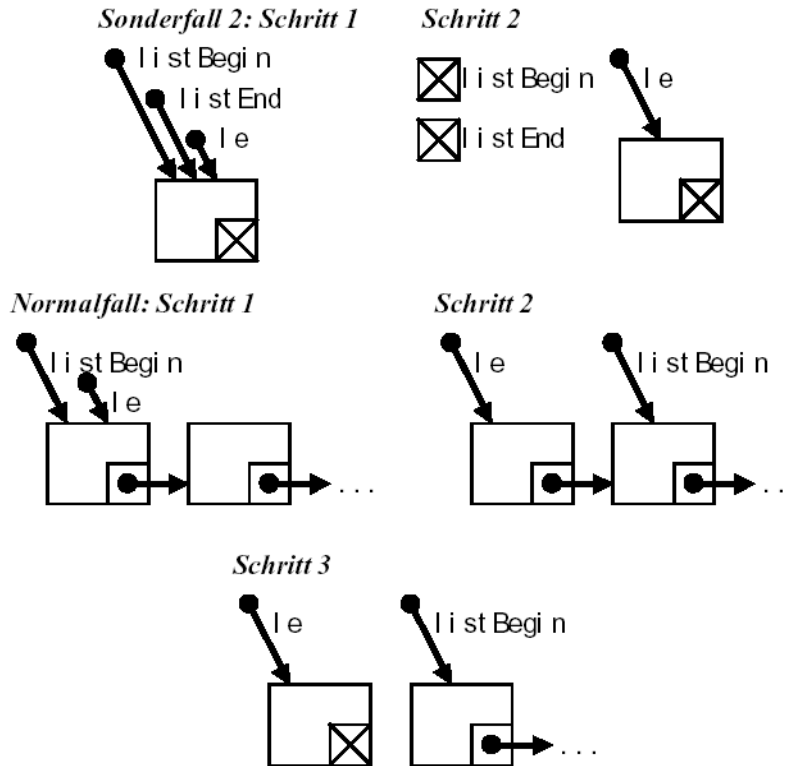 Sonderfall 2: Schritt 1
listBegin
listEnd
le
Schritt 2
listBegin
listEnd
le
Normalfall: Schritt 1
listBegin
le
...
Schritt 2
le
listBegin
..
Schritt 3
le
listBegin
...